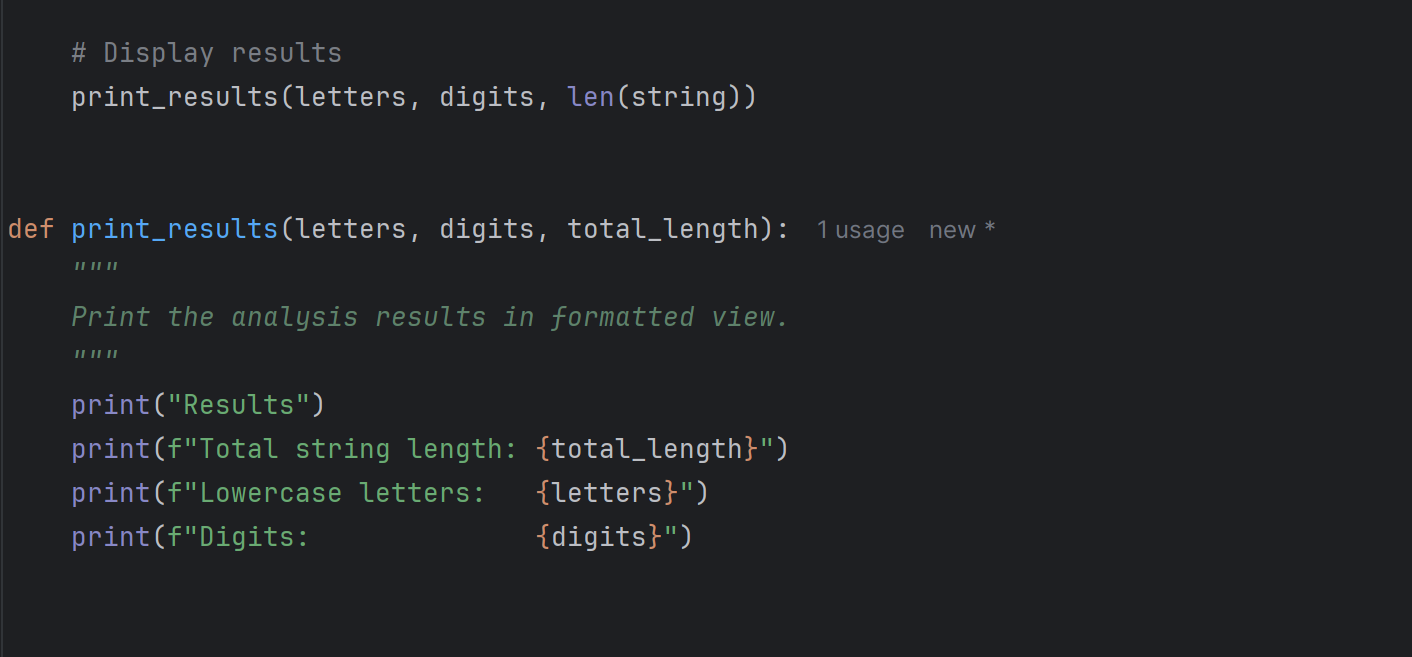 # Display results
print_results(letters, digits, len(string))
def print_results(letters, digits, total_length): 1 usage new *
"""
Print the analysis results in formatted view.
"""
print("Results")
print(f"Total string length: {total_length}")
print(f"Lowercase letters:   {letters}")
print(f"Digits:              {digits}")